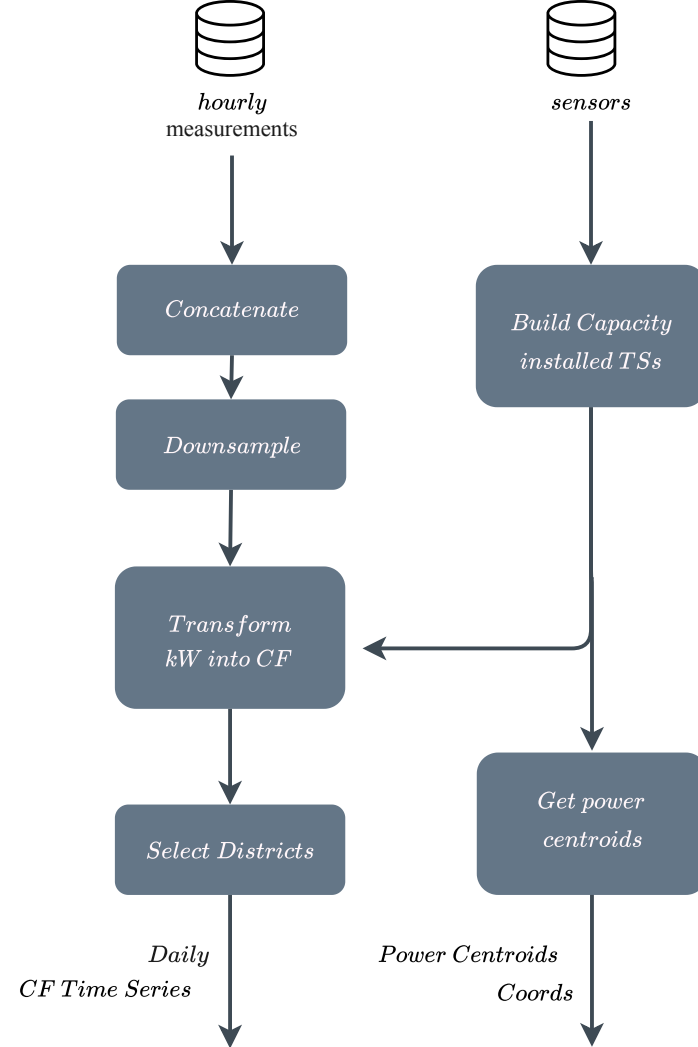 hourly
measurements
sensors
Concatenate
Build Capacity
installed TSs
Downsample
Transform
kW into CF
Get power
centroids
Select Districts
Daily
CF Time Series
Power Centroids
Coords